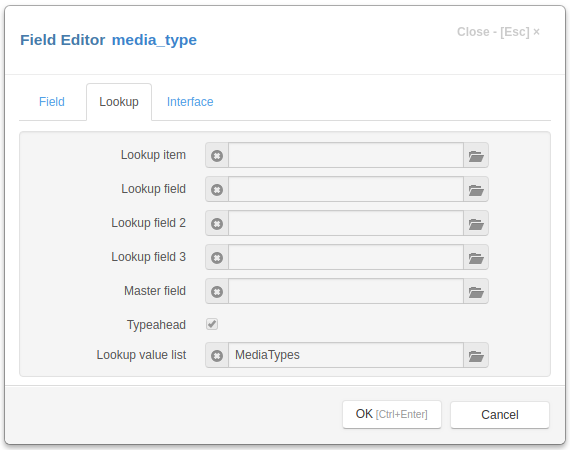 Field Editor media_type
Close - [Esc] ×
Field Lookup Interface
Lookup item
Lookup field
Lookup field 2
Lookup field 3
Master field
Typeahead
Lookup value list MediaTypes
OK [Ctrl+Enter] Cancel